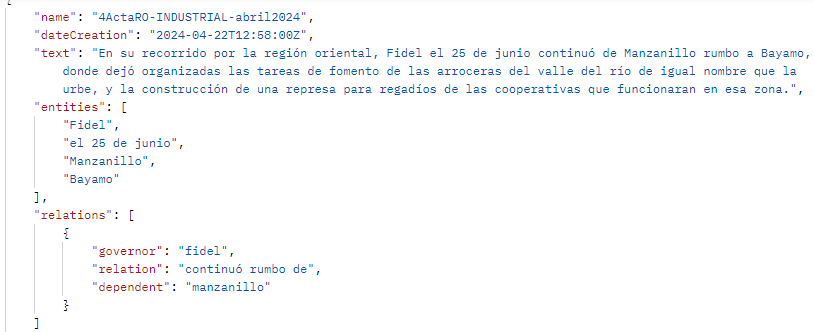 {
"name": "4ActaRO-INDUSTRIAL-abril2024",
"dateCreation": "2024-04-22T12:58:00Z",
"text": "En su recorrido por la región oriental, Fidel el 25 de junio continuó de Manzanillo rumbo a Bayamo,
donde dejó organizadas las tareas de fomento de las arroceras del valle del río de igual nombre que la
urbe, y la construcción de una represa para regadíos de las cooperativas que funcionaran en esa zona.",
"entities": [
"Fidel",
"el 25 de junio",
"Manzanillo",
"Bayamo"
],
"relations": [
{
"governor": "fidel",
"relation": "continuó rumbo de",
"dependent": "manzanillo"
}
]